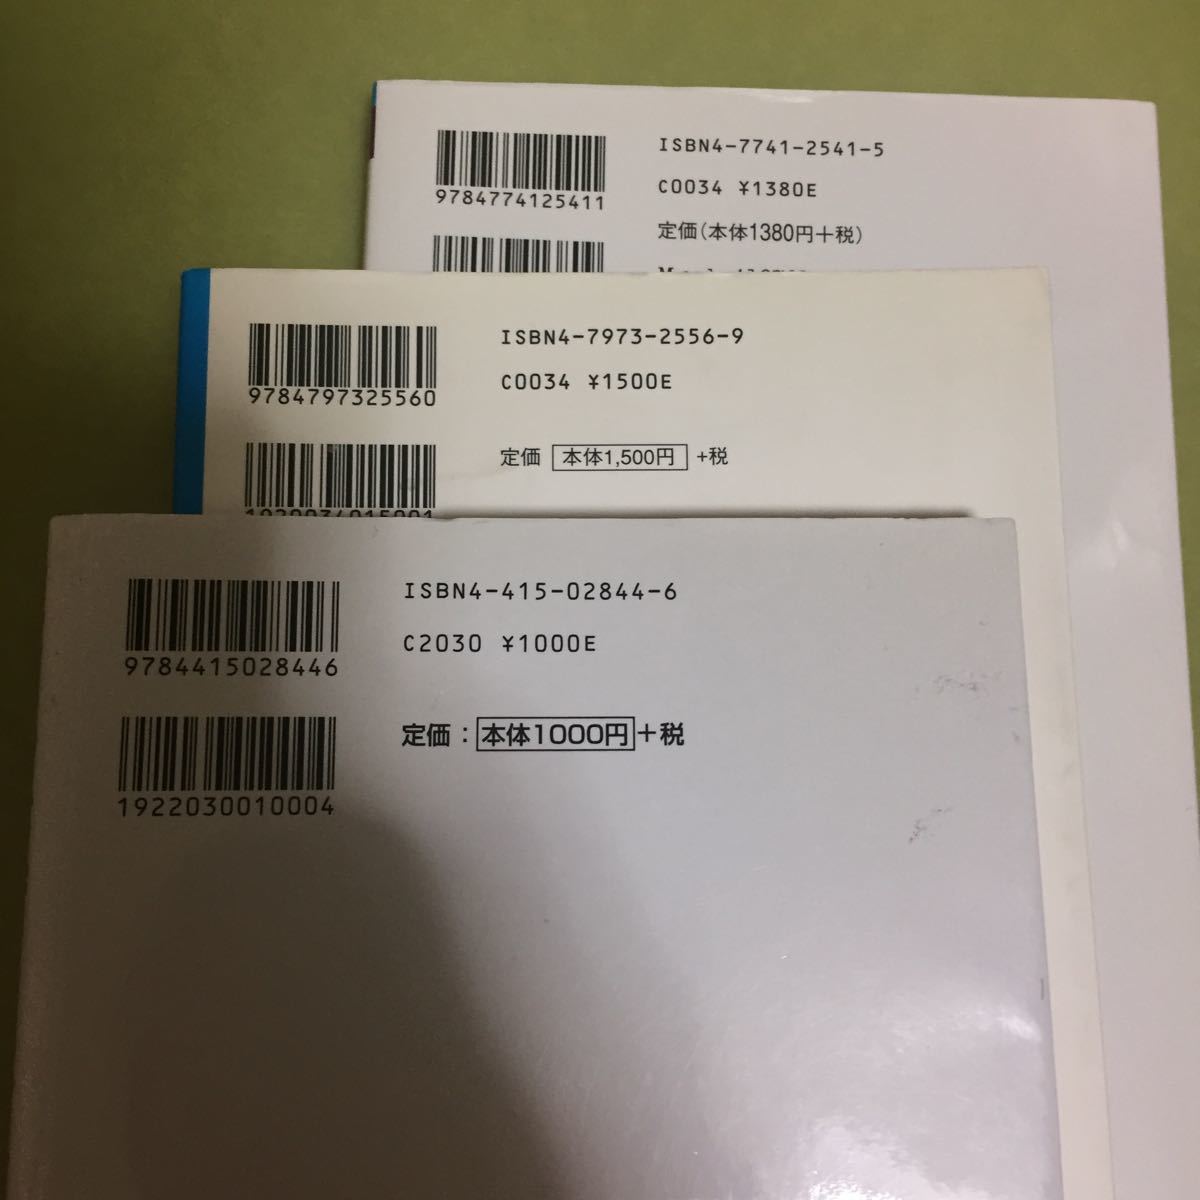 ISBN4-7741-2541-5
9784774125411
C0034 ¥1380E
定価(本体1380円+税)
ISBN4-7973-2556-9
9784797325560
C0034 ¥1500E
定価 本体1,500円 +税
1920034015001
ISBN4-415-02844-6
9784415028446
C2030 ¥1000E
定価：本体1000円+税
1922030010004